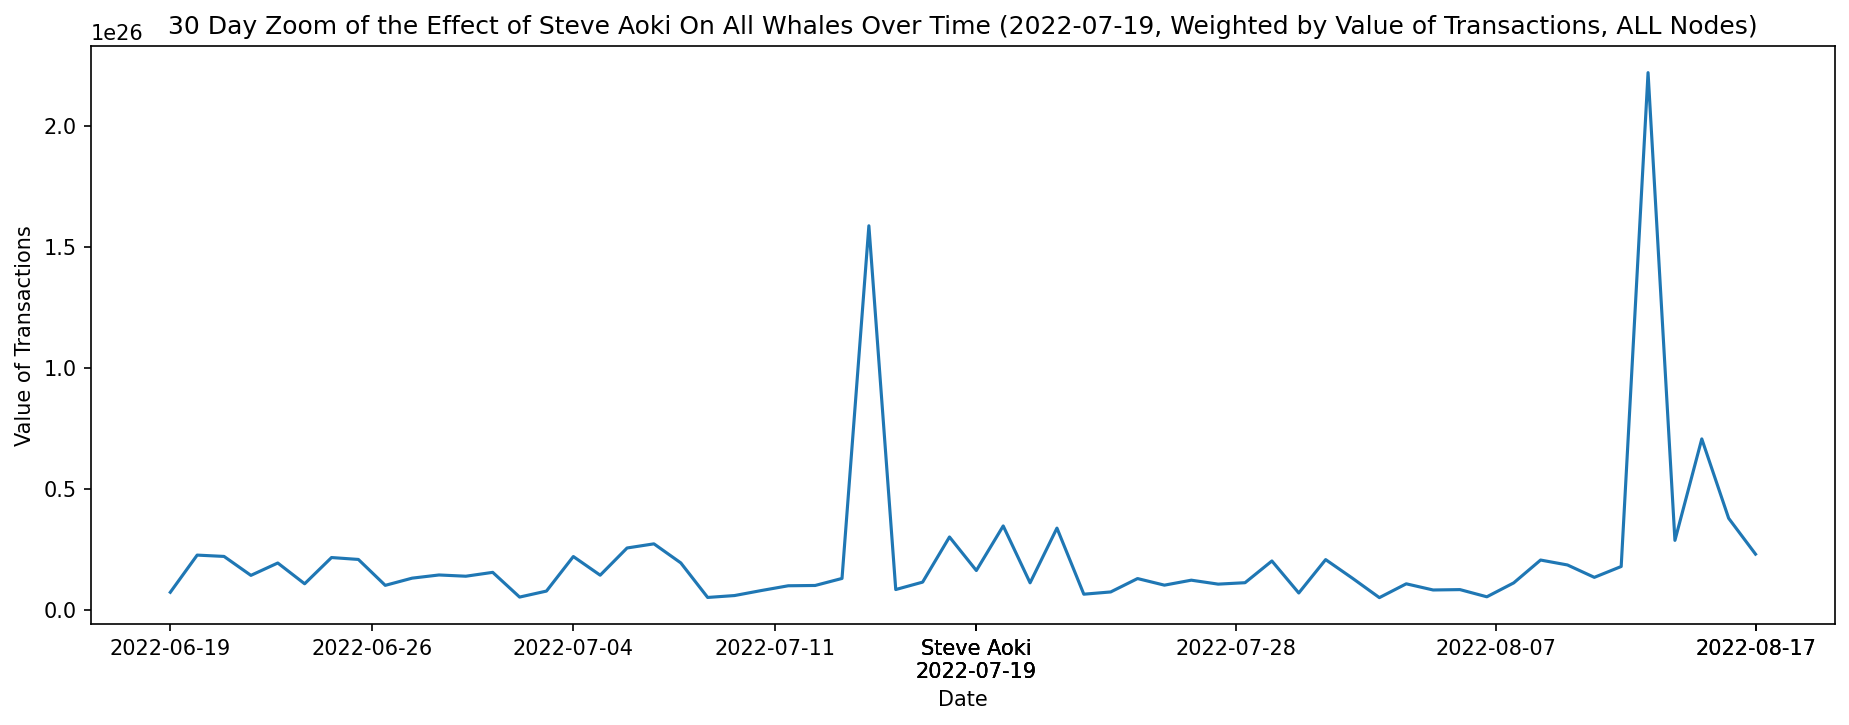 30 Day Zoom of the Effect of Steve Aoki On All Whales Over Time (2022-07-19, Weighted by Value of Transactions, ALL Nodes)
1e26
2.0
1.5
1.0
0.5
0.0
Value of Transactions
2022-06-19 2022-06-26 2022-07-04 2022-07-11 Steve Aoki 2022-07-28 2022-08-07 2022-08-17
2022-07-19
Date